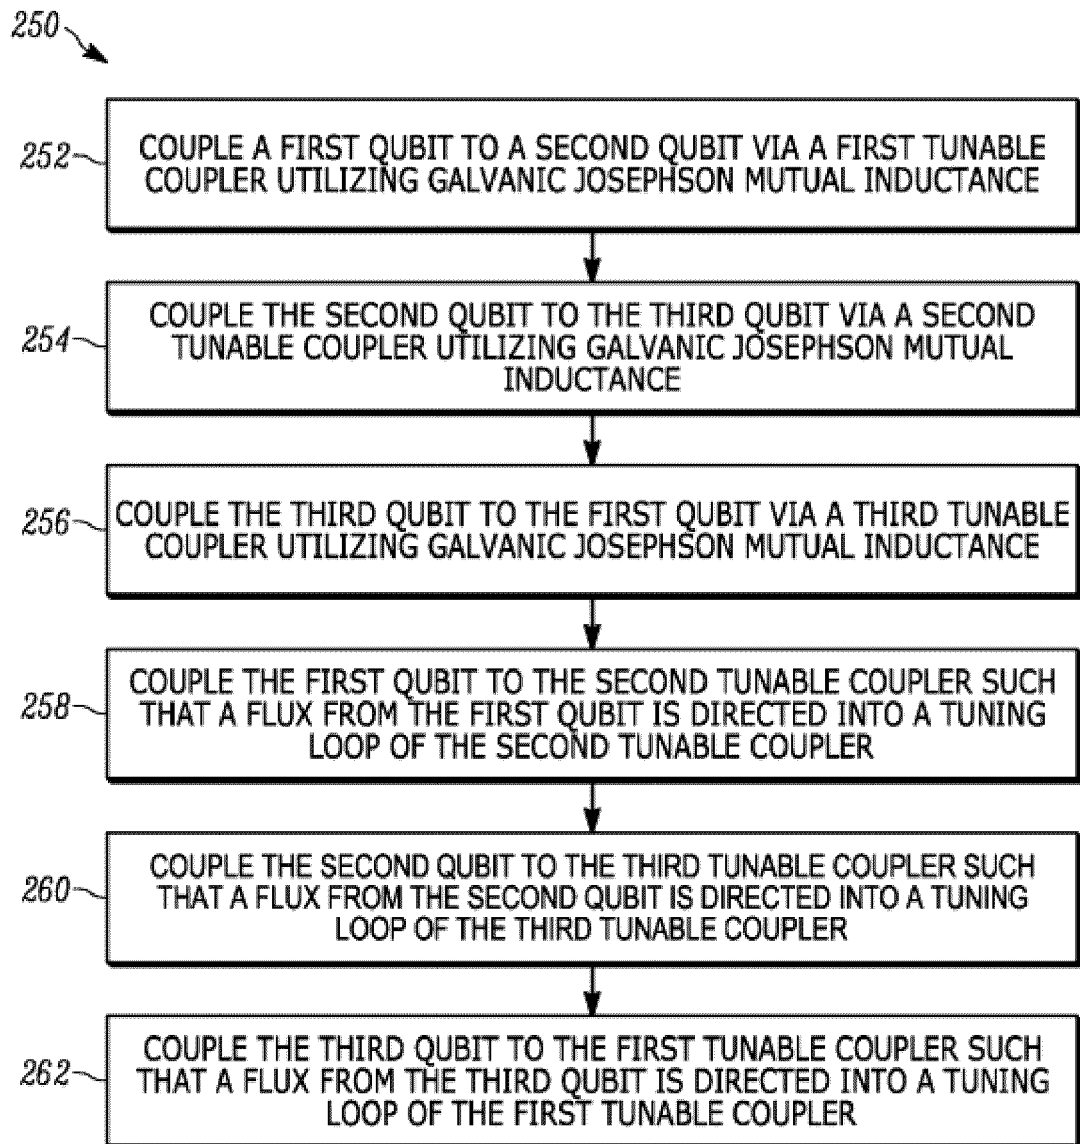 250
252
COUPLE A FIRST QUBIT TO A SECOND QUBIT VIA A FIRST TUNABLE
COUPLER UTILIZING GALVANIC JOSEPHSON MUTUAL INDUCTANCE
254
COUPLE THE SECOND QUBIT TO THE THIRD QUBIT VIA A SECOND
TUNABLE COUPLER UTILIZING GALVANIC JOSEPHSON MUTUAL
INDUCTANCE
256
COUPLE THE THIRD QUBIT TO THE FIRST QUBIT VIA A THIRD TUNABLE
COUPLER UTILIZING GALVANIC JOSEPHSON MUTUAL INDUCTANCE
258
COUPLE THE FIRST QUBIT TO THE SECOND TUNABLE COUPLER SUCH
THAT A FLUX FROM THE FIRST QUBIT IS DIRECTED INTO A TUNING
LOOP OF THE SECOND TUNABLE COUPLER
260
COUPLE THE SECOND QUBIT TO THE THIRD TUNABLE COUPLER SUCH
THAT A FLUX FROM THE SECOND QUBIT IS DIRECTED INTO A TUNING
LOOP OF THE THIRD TUNABLE COUPLER
262
COUPLE THE THIRD QUBIT TO THE FIRST TUNABLE COUPLER SUCH
THAT A FLUX FROM THE THIRD QUBIT IS DIRECTED INTO A TUNING
LOOP OF THE FIRST TUNABLE COUPLER